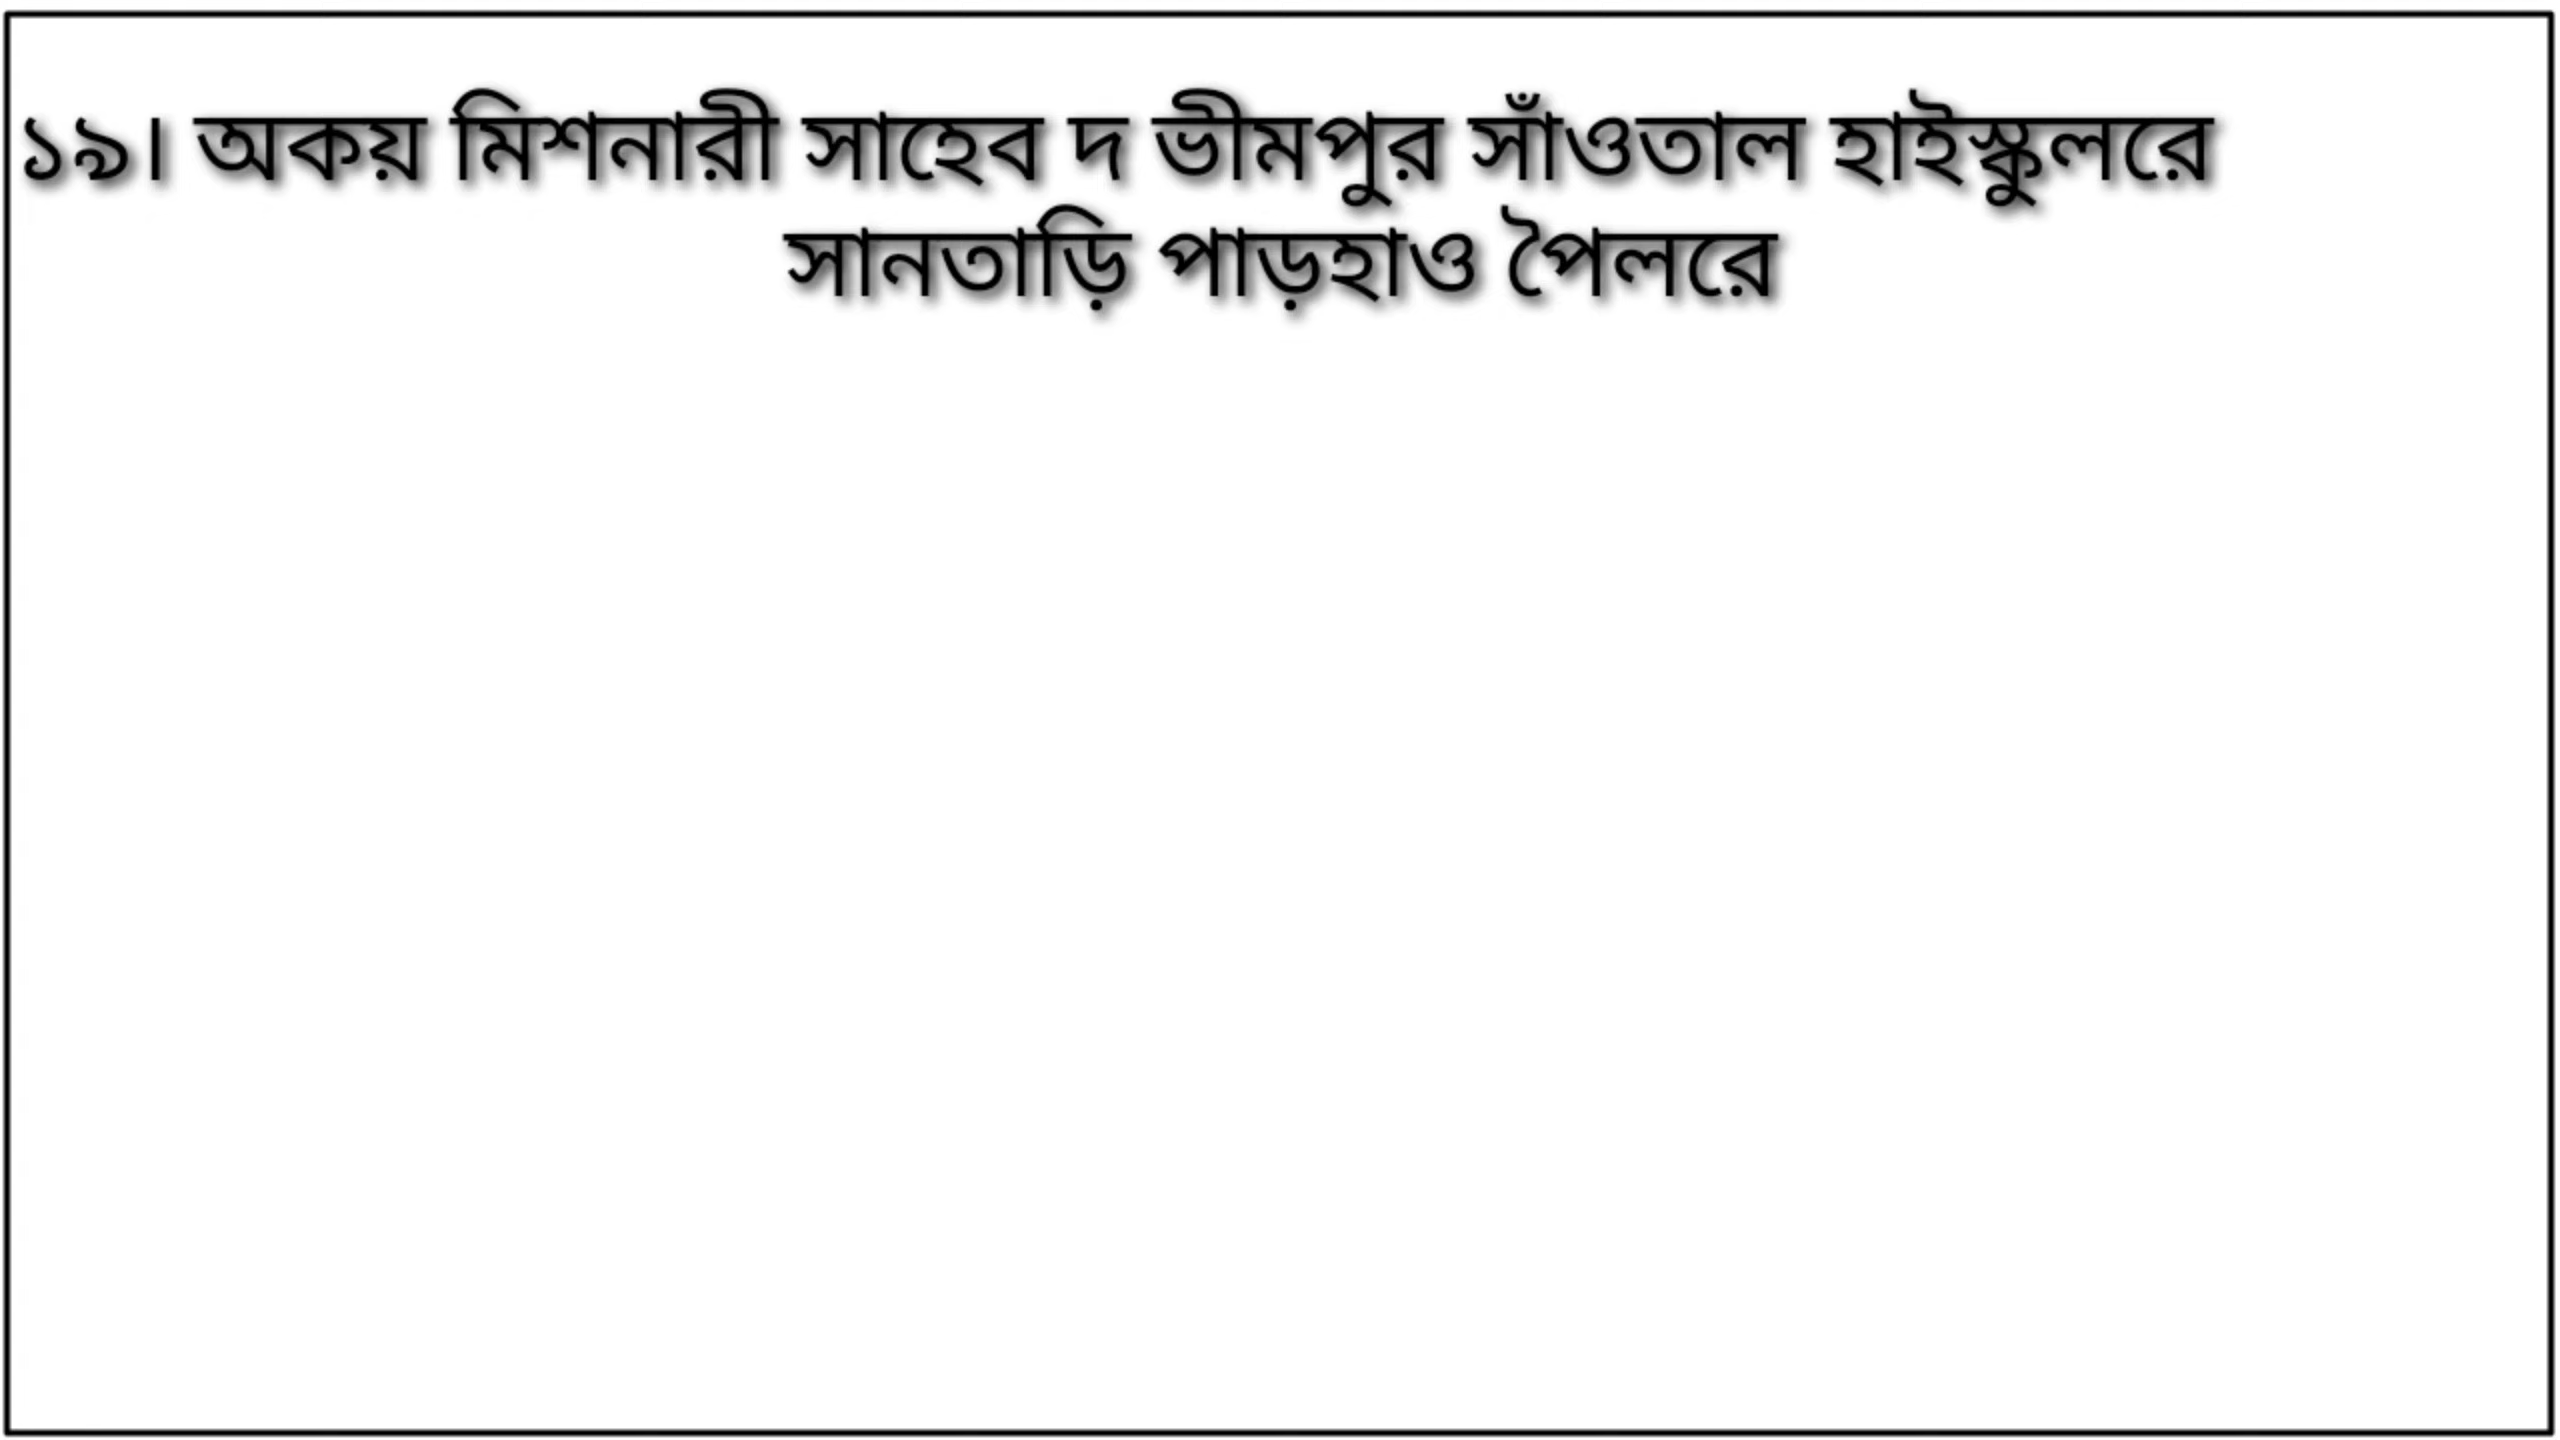 ১৯। অকয় মিশনারী সাহেব দ ভীমপুর সাঁওতাল হাইস্কুলরে
সানতাড়ি পাড়হাও পৈলরে